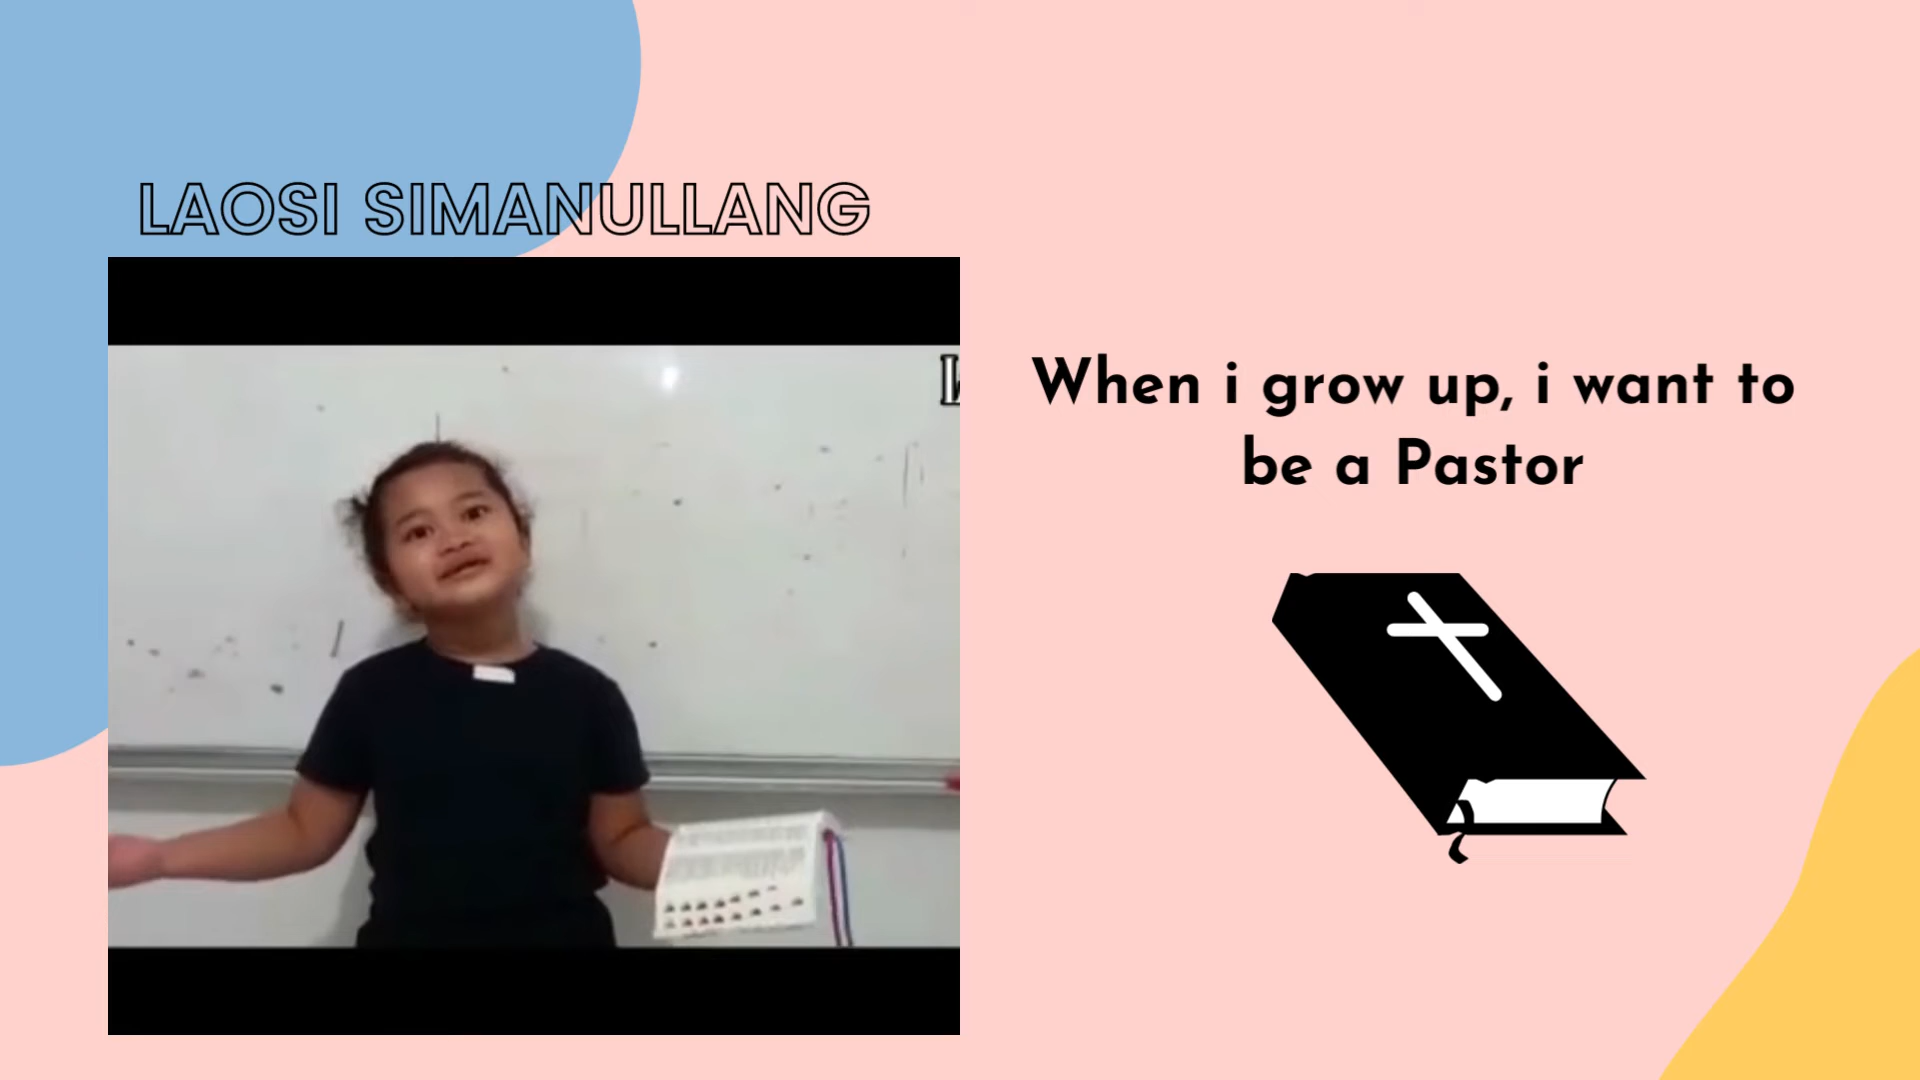 LAOSI SIMANULLANG
When i grow up, i want to
be a Pastor